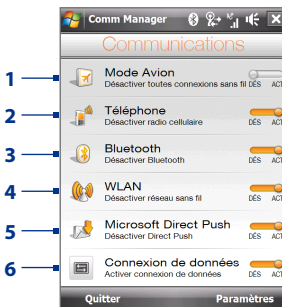 Comm Manager
Communications
1 Mode Avion
Désactiver toutes connexions sans fil DÉS ACT
2 Téléphone
Désactiver radio cellulaire DÉS ACT
3 Bluetooth
Désactiver Bluetooth DÉS ACT
4 WLAN
Désactiver réseau sans fil DÉS ACT
5 Microsoft Direct Push
Désactiver Direct Push DÉS ACT
6 Connexion de données
Activer connexion de données DÉS ACT
Quitter Paramètres